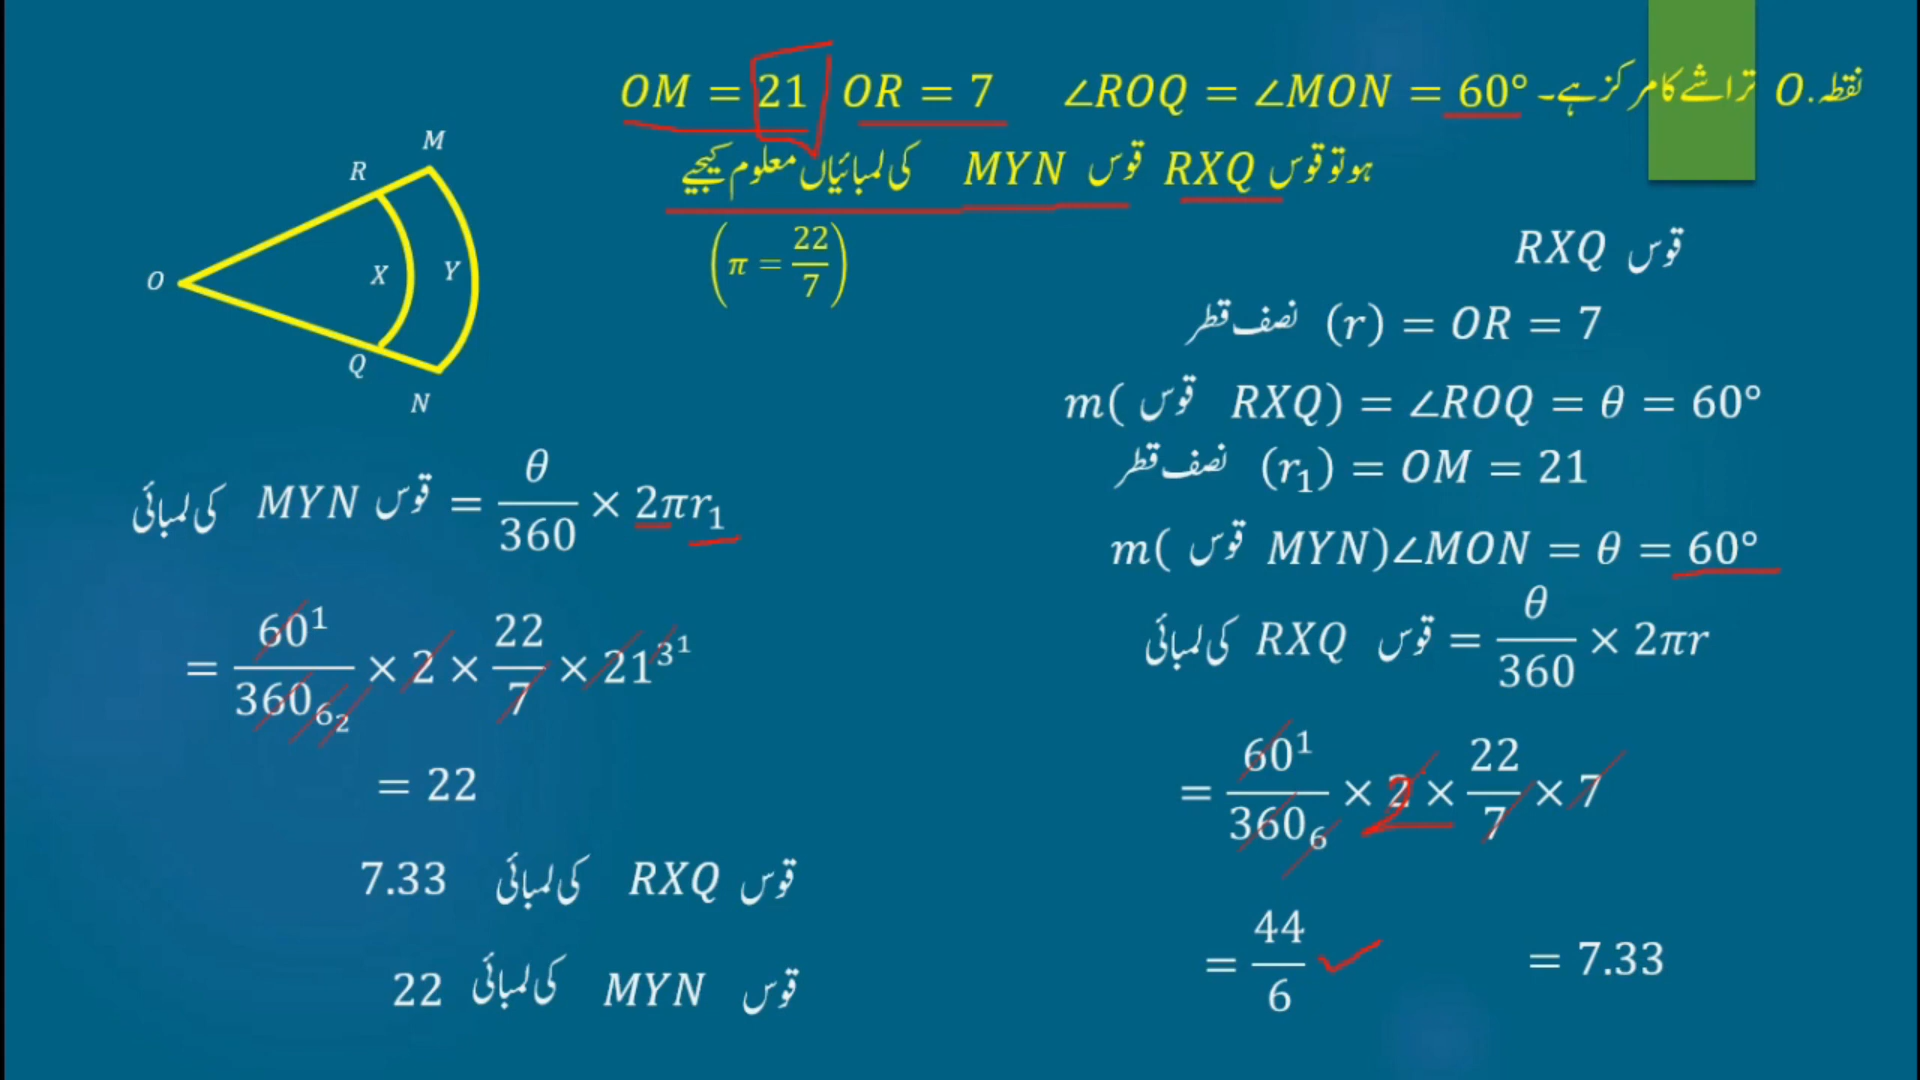 نقطہ .O تراشے کا مرکز ہے۔ ∠ROQ = ∠MON = 60° OR = 7 OM = 21
ہو تو قوس RXQ قوس MYN کی لمبائیاں معلوم کیجیے
(π = 22/7)
M
R
O
X
Y
Q
N
قوس RXQ
نصف قطر (r) = OR = 7
m( قوس RXQ) = ∠ROQ = θ = 60°
نصف قطر (r₁) = OM = 21
m( قوس MYN)∠MON = θ = 60°
قوس RXQ کی لمبائی = θ/360 × 2πr
= 60¹/360₆ × 2 × 22/7 × 7
= 44/6 = 7.33
قوس MYN کی لمبائی = θ/360 × 2πr₁
= 60¹/360₆₂ × 2 × 22/7 × 21³¹
= 22
قوس RXQ کی لمبائی 7.33
قوس MYN کی لمبائی 22